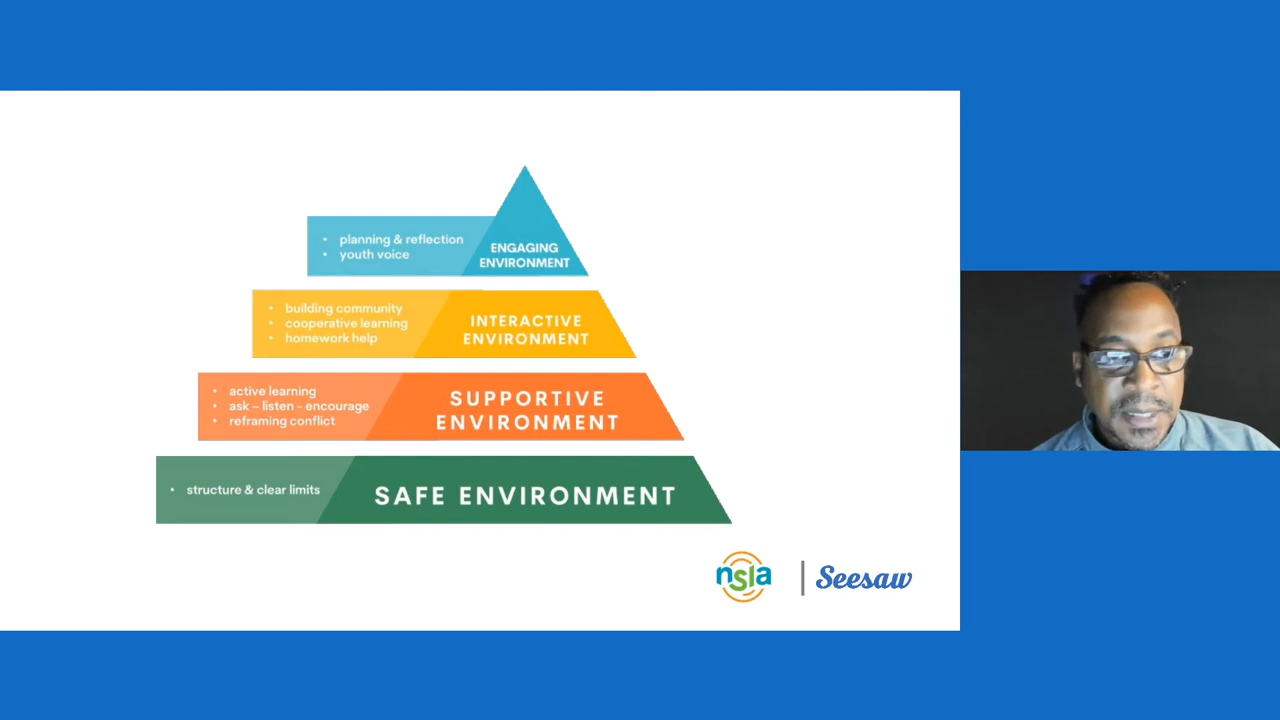 • planning & reflection
• youth voice
ENGAGING
ENVIRONMENT
• building community
• cooperative learning
• homework help
INTERACTIVE
ENVIRONMENT
• active learning
• ask – listen - encourage
• reframing conflict
SUPPORTIVE
ENVIRONMENT
• structure & clear limits
SAFE ENVIRONMENT
nsla | Seesaw